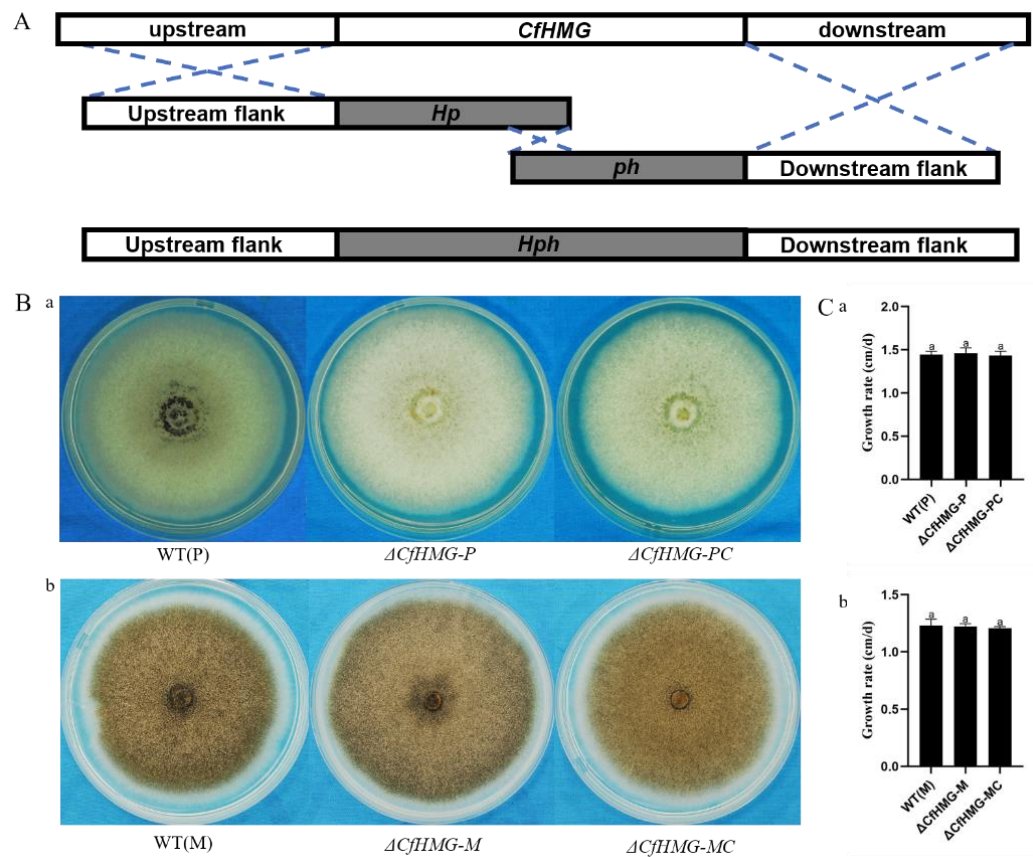 A
upstream CfHMG downstream
Upstream flank Hp
ph Downstream flank
Upstream flank Hph Downstream flank
B a
WT(P) ΔCfHMG-P ΔCfHMG-PC
b
WT(M) ΔCfHMG-M ΔCfHMG-MC
C a
Growth rate (cm/d)
2.0
1.5
1.0
0.5
0.0
a a a
WT(P) ΔCfHMG-P ΔCfHMG-PC
b
Growth rate (cm/d)
1.5
1.0
0.5
0.0
a a a
WT(M) ΔCfHMG-M ΔCfHMG-MC